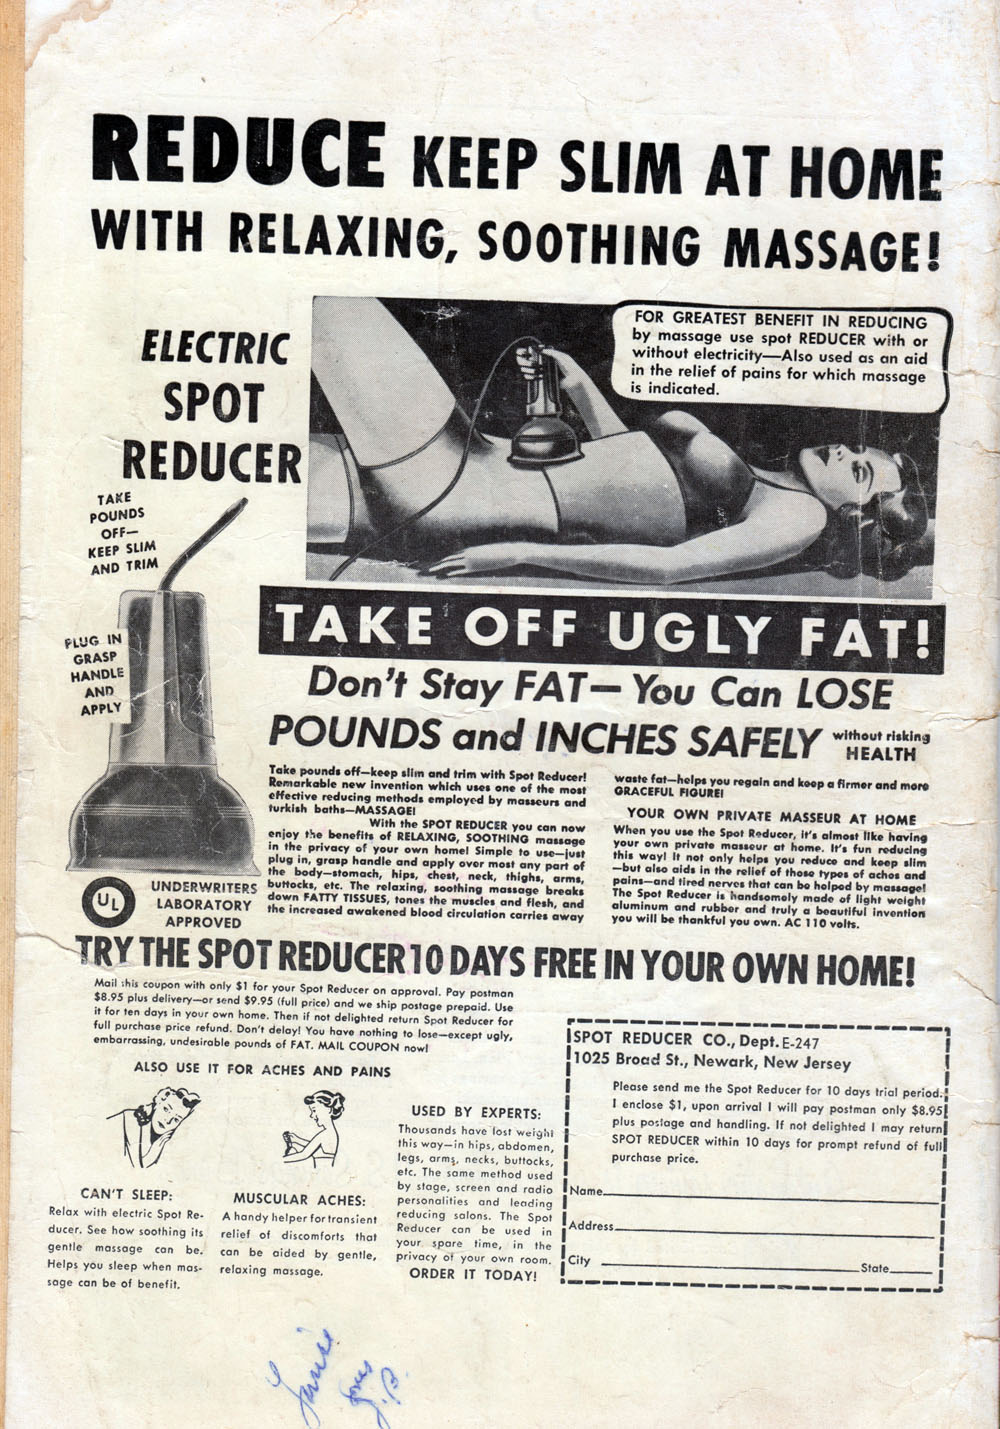 REDUCE KEEP SLIM AT HOME
WITH RELAXING, SOOTHING MASSAGE!
ELECTRIC
SPOT
REDUCER
FOR GREATEST BENEFIT IN REDUCING
by massage use spot REDUCER with or
without electricity—Also used as an aid
in the relief of pains for which massage
is indicated.
TAKE
POUNDS
OFF—
KEEP SLIM
AND TRIM
PLUG IN
GRASP
HANDLE
AND
APPLY
UL
UNDERWRITERS
LABORATORY
APPROVED
TAKE OFF UGLY FAT!
Don't Stay FAT—You Can LOSE
POUNDS and INCHES SAFELY without risking
HEALTH
Take pounds off—keep slim and trim with Spot Reducer!
Remarkable new invention which uses one of the most
effective reducing methods employed by masseurs and
turkish baths—MASSAGE!
With the SPOT REDUCER you can now
enjoy the benefits of RELAXING, SOOTHING massage
in the privacy of your own home! Simple to use—just
plug in, grasp handle and apply over most any part of
the body—stomach, hips, chest, neck, thighs, arms,
buttocks, etc. The relaxing, soothing massage breaks
down FATTY TISSUES, tones the muscles and flesh, and
the increased awakened blood circulation carries away
waste fat—helps you regain and keep a firmer and more
GRACEFUL FIGURE!
YOUR OWN PRIVATE MASSEUR AT HOME
When you use the Spot Reducer, it's almost like having
your own private masseur at home. It's fun reducing
this way! It not only helps you reduce and keep slim
—but also aids in the relief of those types of aches and
pains—and tired nerves that can be helped by massage!
The Spot Reducer is handsomely made of light weight
aluminum and rubber and truly a beautiful invention
you will be thankful you own. AC 110 volts.
TRY THE SPOT REDUCER 10 DAYS FREE IN YOUR OWN HOME!
Mail this coupon with only $1 for your Spot Reducer on approval. Pay postman
$8.95 plus delivery—or send $9.95 (full price) and we ship postage prepaid. Use
it for ten days in your own home. Then if not delighted return Spot Reducer for
full purchase price refund. Don't delay! You have nothing to lose—except ugly,
embarrassing, undesirable pounds of FAT. MAIL COUPON now!
ALSO USE IT FOR ACHES AND PAINS
CAN'T SLEEP:
Relax with electric Spot Re-
ducer. See how soothing its
gentle massage can be.
Helps you sleep when mas-
sage can be of benefit.
MUSCULAR ACHES:
A handy helper for transient
relief of discomforts that
can be aided by gentle,
relaxing massage.
USED BY EXPERTS:
Thousands have lost weight
this way—in hips, abdomen,
legs, arms, necks, buttocks,
etc. The same method used
by stage, screen and radio
personalities and leading
reducing salons. The Spot
Reducer can be used in
your spare time, in the
privacy of your own room.
ORDER IT TODAY!
SPOT REDUCER CO., Dept. E-247
1025 Broad St., Newark, New Jersey
Please send me the Spot Reducer for 10 days trial period.
I enclose $1, upon arrival I will pay postman only $8.95
plus postage and handling. If not delighted I may return
SPOT REDUCER within 10 days for prompt refund of full
purchase price.
Name
Address
City State